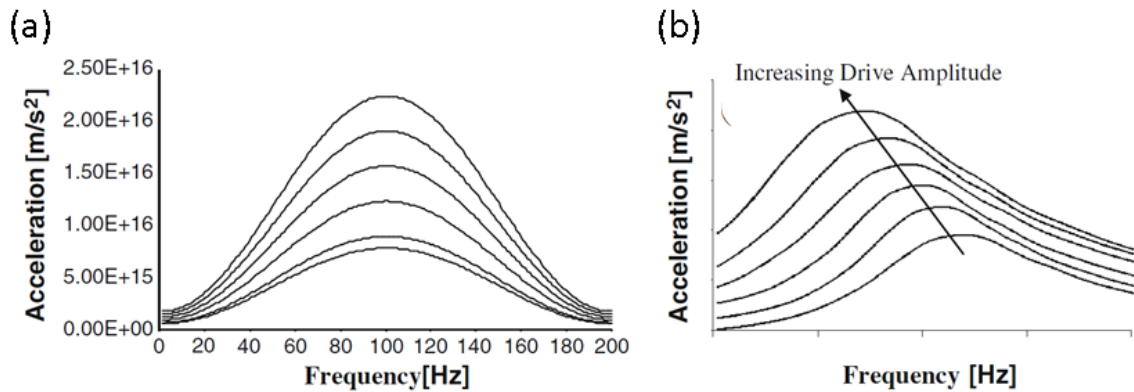 (a)
2.50E+16
2.00E+16
1.50E+16
1.00E+16
5.00E+15
0.00E+00
Acceleration [m/s²]
0 20 40 60 80 100 120 140 160 180 200
Frequency[Hz]
(b)
Increasing Drive Amplitude
Acceleration [m/s²]
Frequency [Hz]